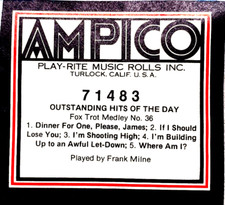 AMPICO
PLAY-RITE MUSIC ROLLS INC.
TURLOCK, CALIF. U.S.A.
71483
OUTSTANDING HITS OF THE DAY
Fox Trot Medley No. 36
1. Dinner For One, Please, James; 2. If I Should
Lose You; 3. I'm Shooting High; 4. I'm Building
Up to an Awful Let-Down; 5. Where Am I?
Played by Frank Milne